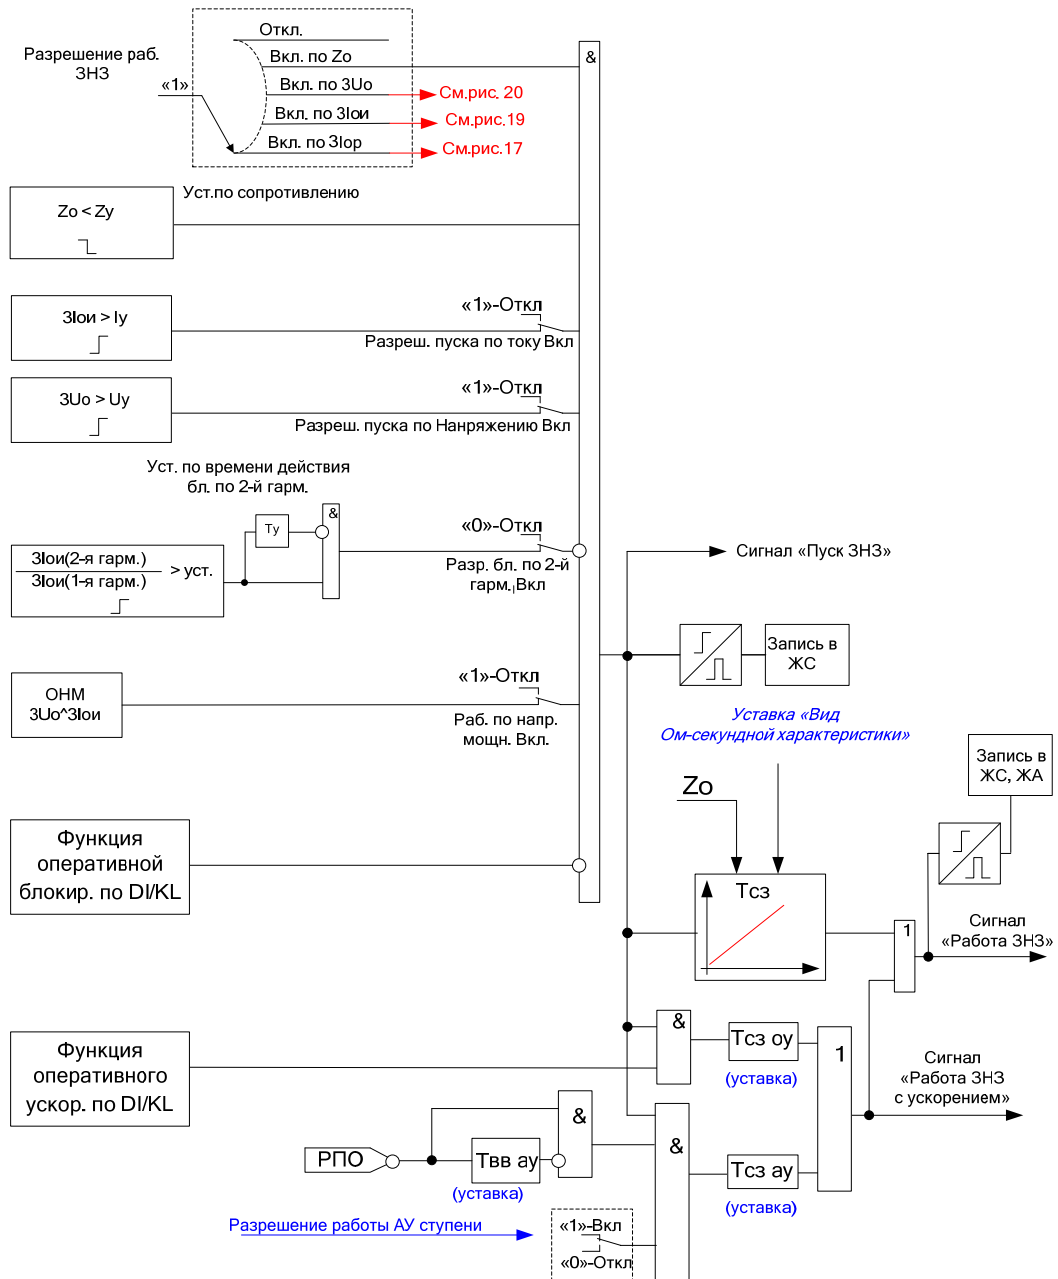 Откл.
Разрешение раб.
ЗНЗ
«1»
Вкл. по Zo
&
Вкл. по 3Uo
См.рис. 20
Вкл. по 3Iои
См.рис.19
Вкл. по 3Iор
См.рис.17
Уст.по сопротивлению
Zo < Zу
«1»-Откл
3Iои > Iу
Разреш. пуска по току Вкл
«1»-Откл
3Uo > Uу
Разреш. пуска по Нанряжению Вкл
Уст. по времени действия
бл. по 2-й гарм.
&
Ту
«0»-Откл
3Iои(2-я гарм.)
3Iои(1-я гарм.)
> уст.
Разр. бл. по 2-й
гарм. Вкл
Сигнал «Пуск ЗНЗ»
Запись в
ЖС
ОНМ
3Uo^3Iои
«1»-Откл
Раб. по напр.
мощн. Вкл.
Уставка «Вид
Ом-секундной характеристики»
Запись в
ЖС, ЖА
Zo
Функция
оперативной
блокир. по DI/KL
Тсз
1
Сигнал
«Работа ЗНЗ»
Функция
оперативного
ускор. по DI/KL
&
Тсз оу
(уставка)
1
Сигнал
«Работа ЗНЗ
с ускорением»
РПО
Твв ау
(уставка)
&
&
Тсз ау
(уставка)
Разрешение работы АУ ступени
«1»-Вкл
«0»-Откл